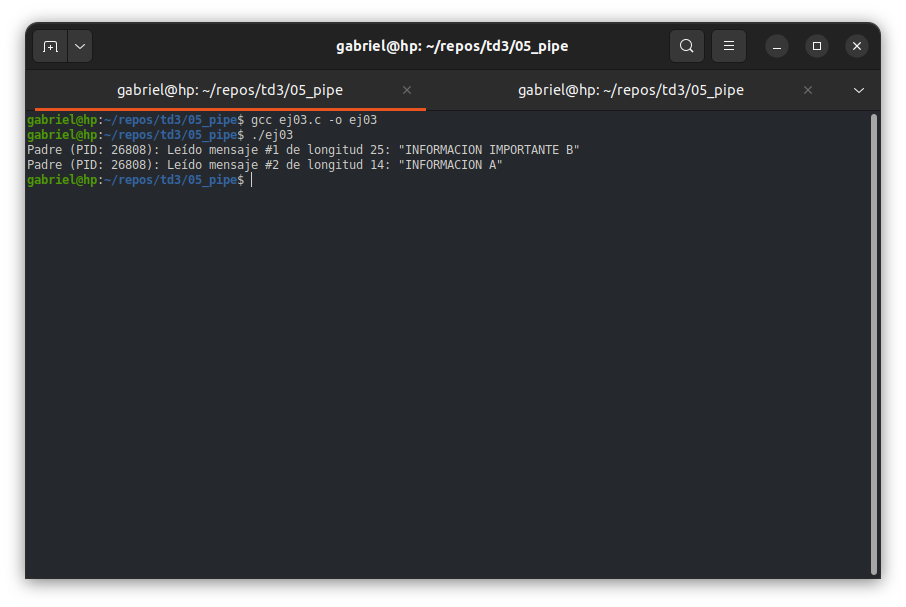 gabriel@hp: ~/repos/td3/05_pipe
gabriel@hp: ~/repos/td3/05_pipe
gabriel@hp: ~/repos/td3/05_pipe
gabriel@hp:~/repos/td3/05_pipe$ gcc ej03.c -o ej03
gabriel@hp:~/repos/td3/05_pipe$ ./ej03
Padre (PID: 26808): Leído mensaje #1 de longitud 25: "INFORMACION IMPORTANTE B"
Padre (PID: 26808): Leído mensaje #2 de longitud 14: "INFORMACION A"
gabriel@hp:~/repos/td3/05_pipe$